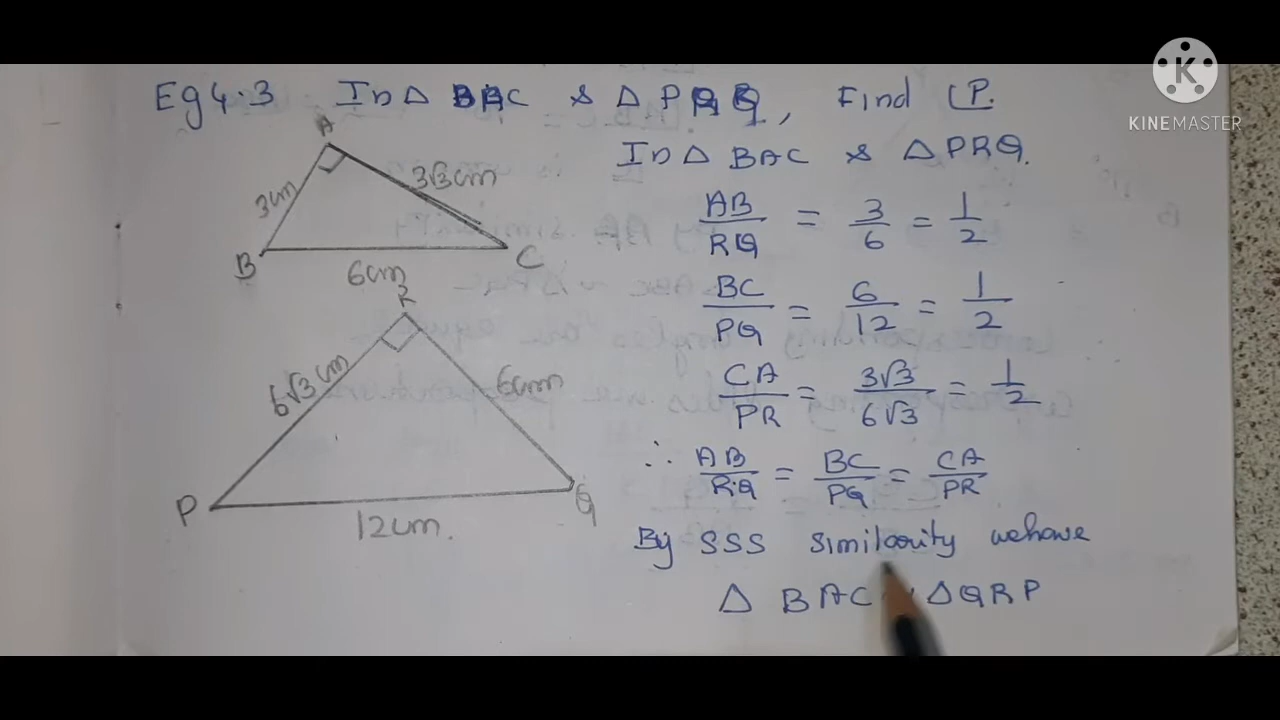 Eg 4.3 In Δ BAC & Δ PRQ, Find ∠P.
A
3cm
3√3cm
B
6cm
C
R
6√3cm
6cm
P
12cm.
Q
In Δ BAC & Δ PRQ.
AB/RQ = 3/6 = 1/2
BC/PQ = 6/12 = 1/2
CA/PR = 3√3/6√3 = 1/2
∴ AB/RQ = BC/PQ = CA/PR
By SSS similarity we have
Δ BAC Δ QRP
K
KINEMASTER